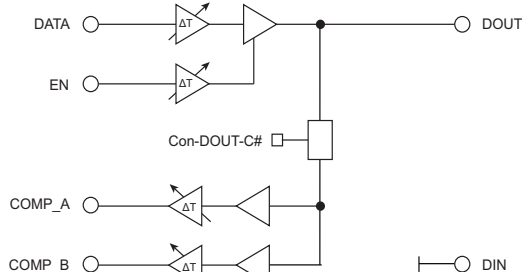 DATA ΔT DOUT
EN ΔT
Con-DOUT-C#
COMP_A ΔT
COMP_B ΔT DIN